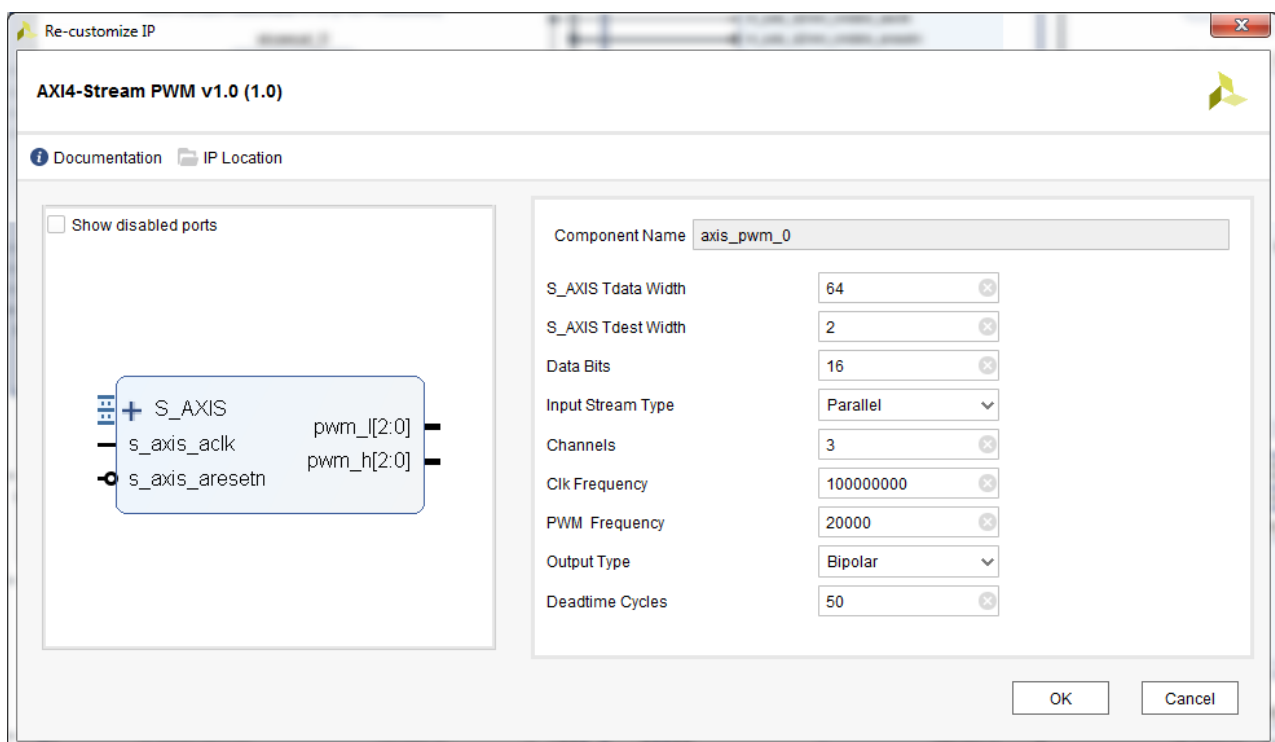 Re-customize IP
AXI4-Stream PWM v1.0 (1.0)
Documentation IP Location
Show disabled ports
S_AXIS
s_axis_aclk
s_axis_aresetn
pwm_l[2:0]
pwm_h[2:0]
Component Name axis_pwm_0
S_AXIS Tdata Width 64
S_AXIS Tdest Width 2
Data Bits 16
Input Stream Type Parallel
Channels 3
Clk Frequency 100000000
PWM Frequency 20000
Output Type Bipolar
Deadtime Cycles 50
OK Cancel